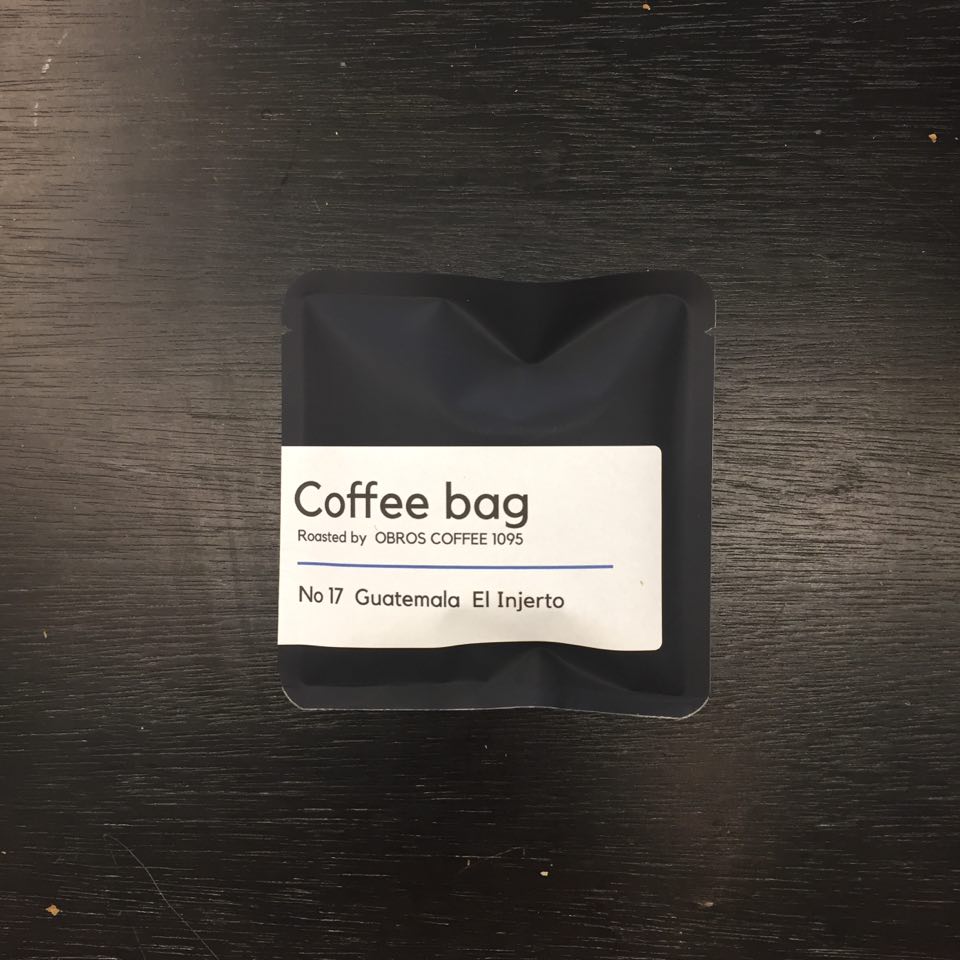 Coffee bag
Roasted by OBROS COFFEE 1095
No 17 Guatemala El Injerto